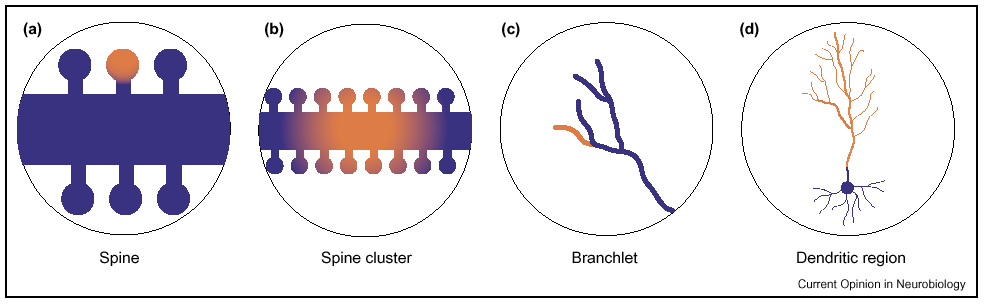 (a)
(b)
(c)
(d)
Spine
Spine cluster
Branchlet
Dendritic region
Current Opinion in Neurobiology